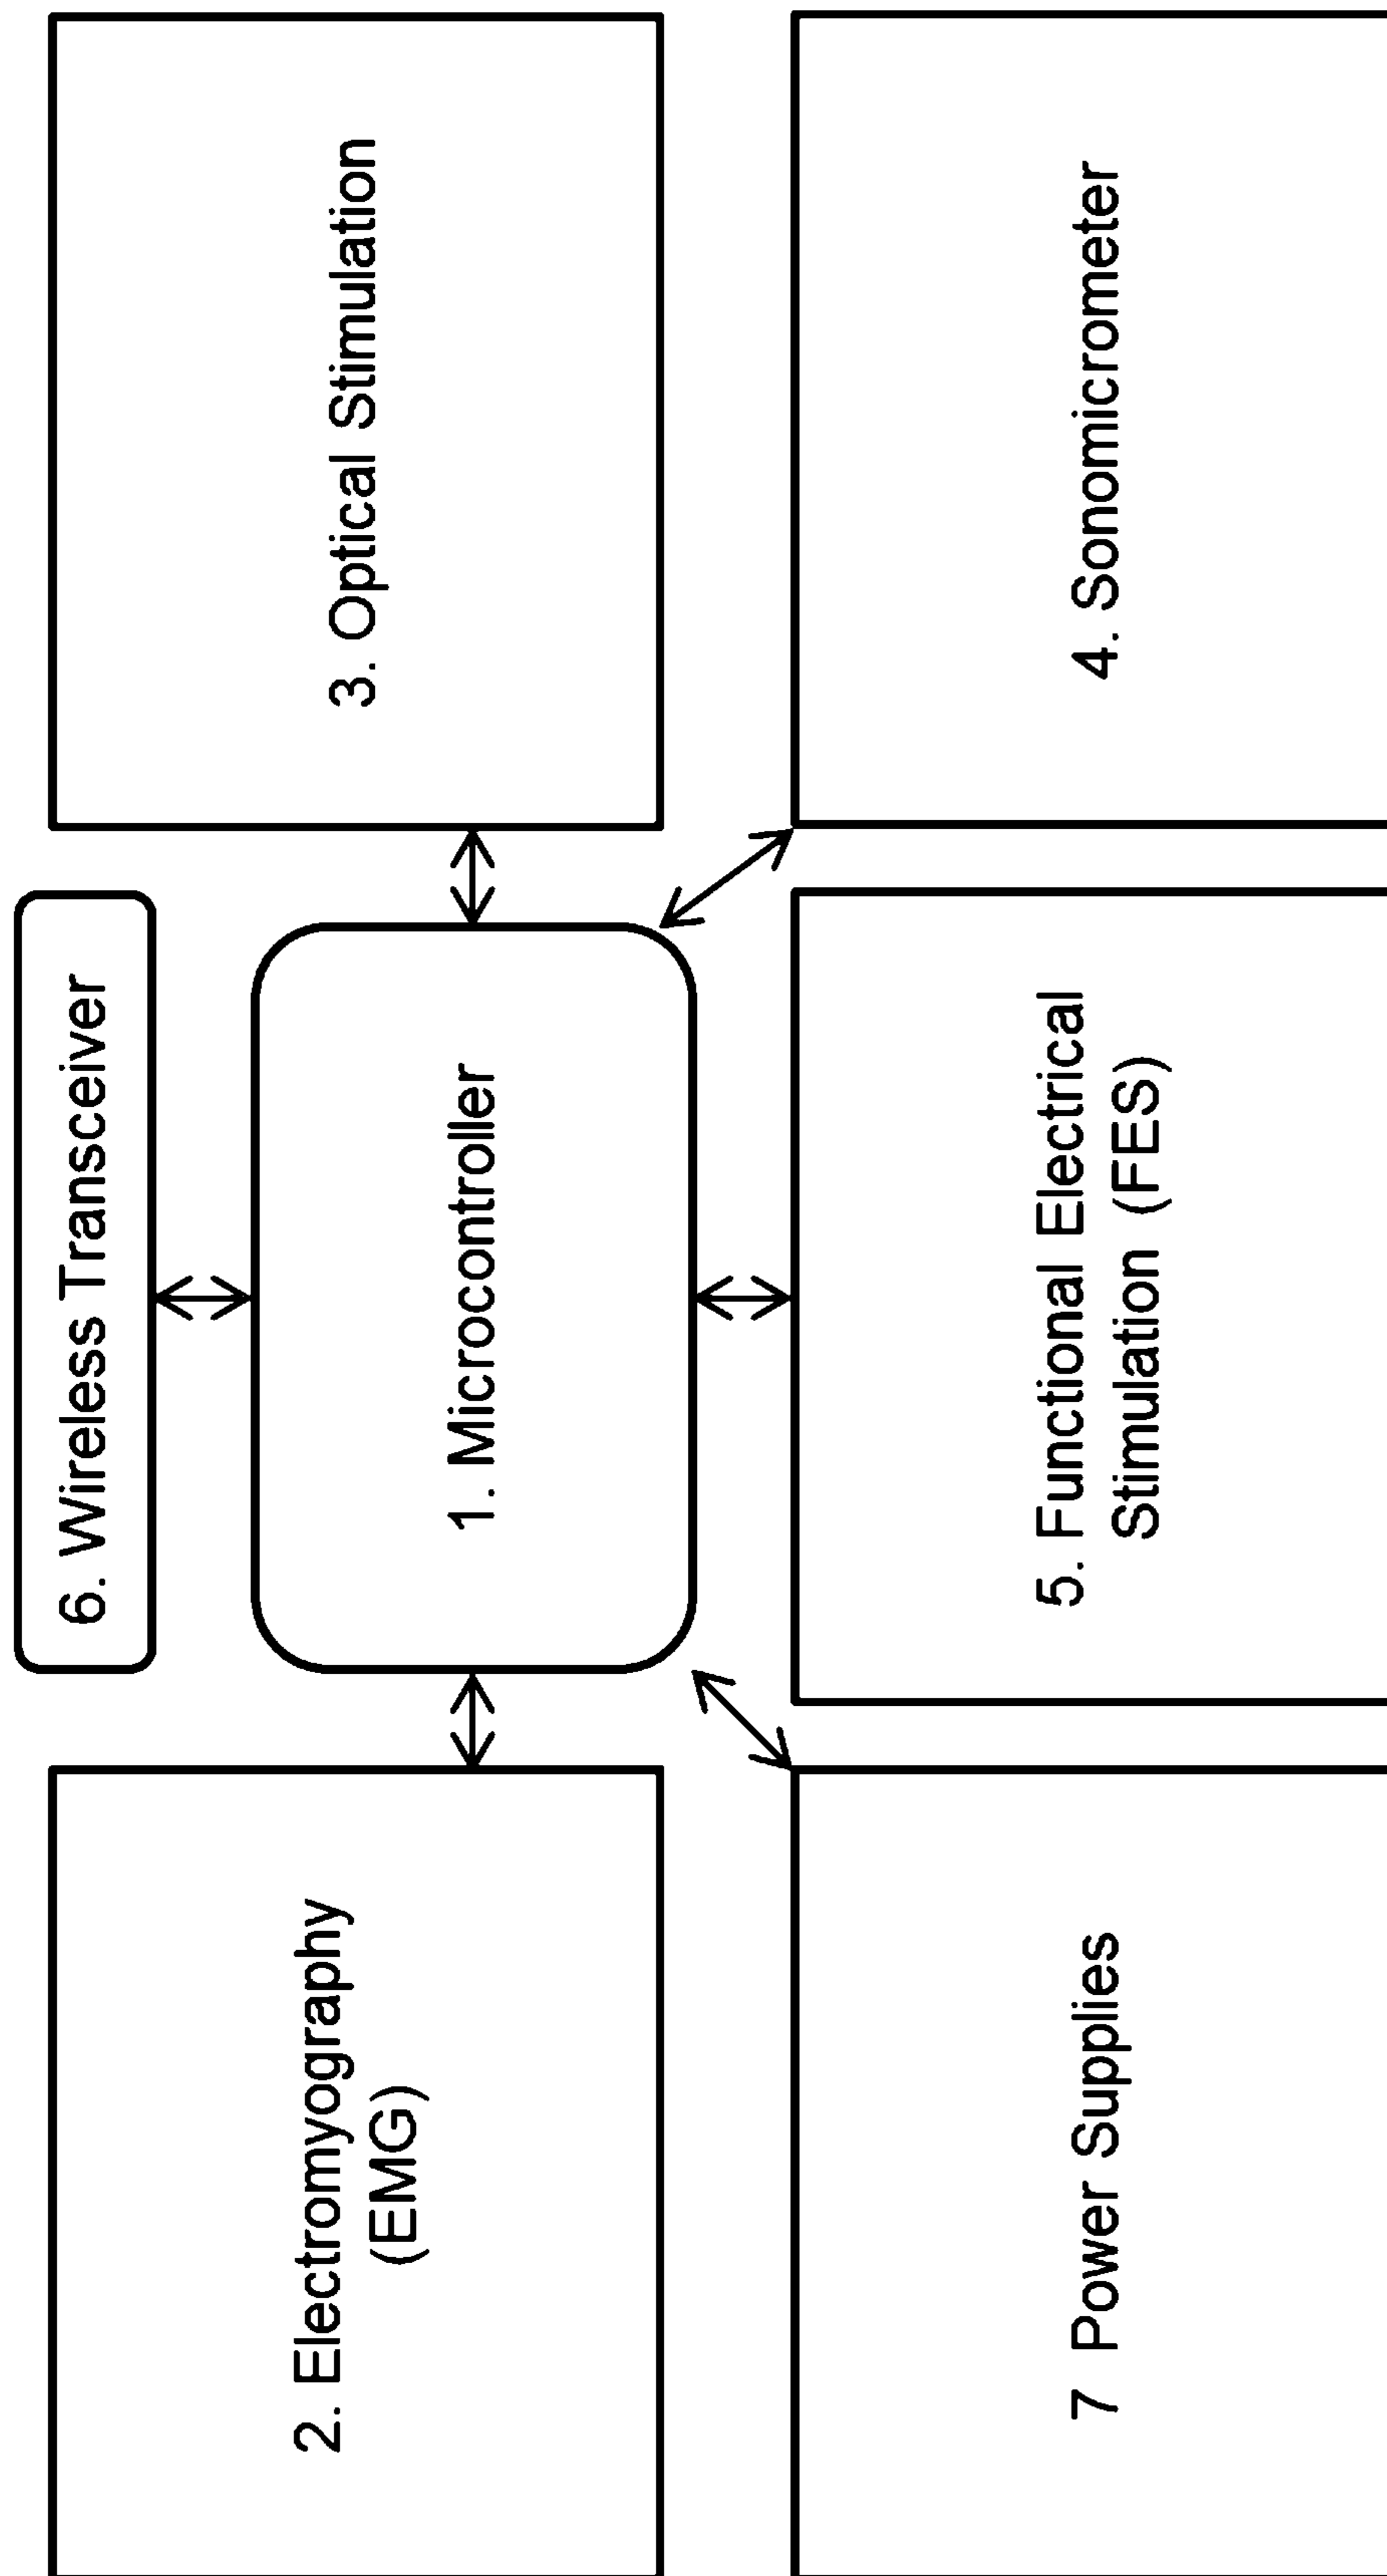 6. Wireless Transceiver
2. Electromyography
(EMG)
1. Microcontroller
3. Optical Stimulation
7 Power Supplies
5. Functional Electrical
Stimulation (FES)
4. Sonomicrometer